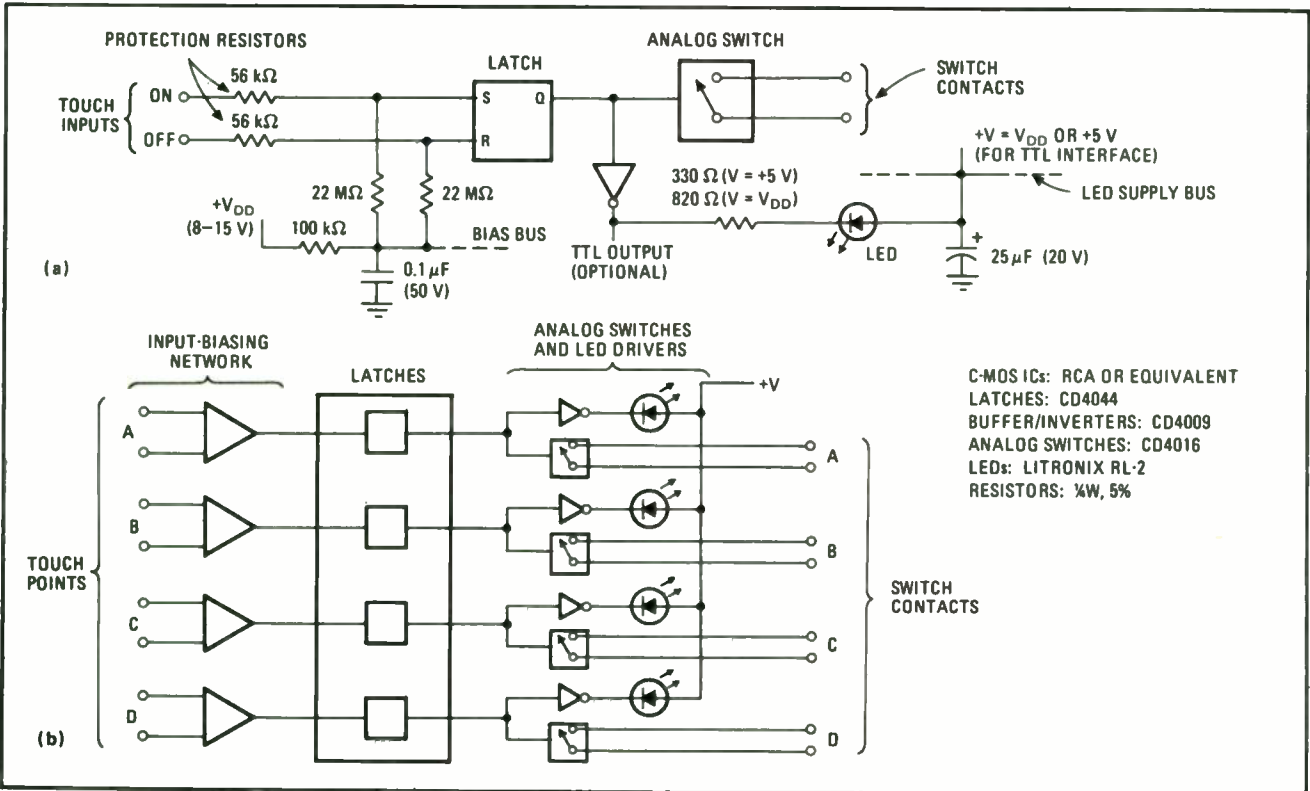 PROTECTION RESISTORS
56 kΩ
56 kΩ
TOUCH
INPUTS
ON
OFF
LATCH
S
Q
R
ANALOG SWITCH
SWITCH
CONTACTS
+V = VDD OR +5 V
(FOR TTL INTERFACE)
LED SUPPLY BUS
22 MΩ
22 MΩ
+VDD
(8–15 V)
100 kΩ
BIAS BUS
0.1 μF
(50 V)
330 Ω (V = +5 V)
820 Ω (V = VDD)
TTL OUTPUT
(OPTIONAL)
LED
+
25 μF (20 V)
(a)
INPUT-BIASING
NETWORK
LATCHES
ANALOG SWITCHES
AND LED DRIVERS
+V
TOUCH
POINTS
A
B
C
D
A
B
C
D
SWITCH
CONTACTS
(b)
C-MOS ICs: RCA OR EQUIVALENT
LATCHES: CD4044
BUFFER/INVERTERS: CD4009
ANALOG SWITCHES: CD4016
LEDs: LITRONIX RL-2
RESISTORS: ¼W, 5%